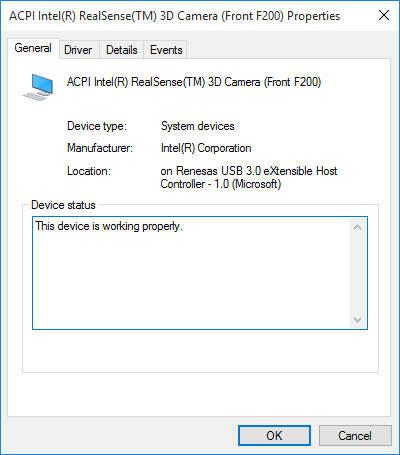 ACPI Intel(R) RealSense(TM) 3D Camera (Front F200) Properties
General Driver Details Events
ACPI Intel(R) RealSense(TM) 3D Camera (Front F200)
Device type: System devices
Manufacturer: Intel(R) Corporation
Location: on Renesas USB 3.0 eXtensible Host
Controller - 1.0 (Microsoft)
Device status
This device is working properly.
OK Cancel